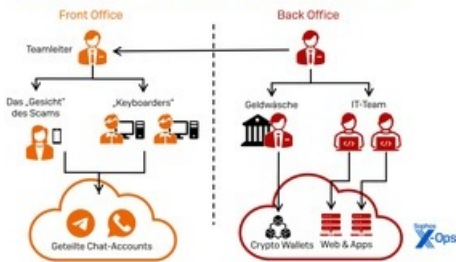 Front Office
Back Office
Teamleiter
Das „Gesicht"
des Scams
„Keyboarders"
Geldwäsche
IT-Team
Geteilte Chat-Accounts
Crypto Wallets
Web & Apps
Sophos
X-Ops